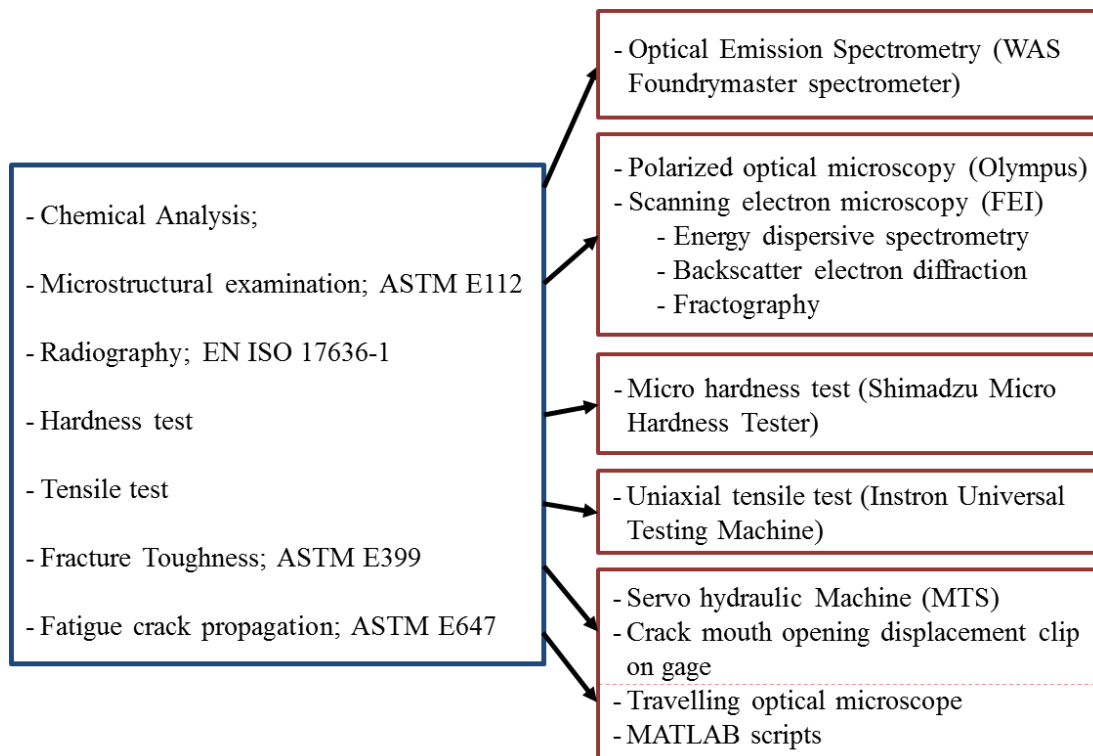 - Chemical Analysis;
- Microstructural examination; ASTM E112
- Radiography; EN ISO 17636-1
- Hardness test
- Tensile test
- Fracture Toughness; ASTM E399
- Fatigue crack propagation; ASTM E647
- Optical Emission Spectrometry (WAS
Foundrymaster spectrometer)
- Polarized optical microscopy (Olympus)
- Scanning electron microscopy (FEI)
- Energy dispersive spectrometry
- Backscatter electron diffraction
- Fractography
- Micro hardness test (Shimadzu Micro
Hardness Tester)
- Uniaxial tensile test (Instron Universal
Testing Machine)
- Servo hydraulic Machine (MTS)
- Crack mouth opening displacement clip
on gage
- Travelling optical microscope
- MATLAB scripts